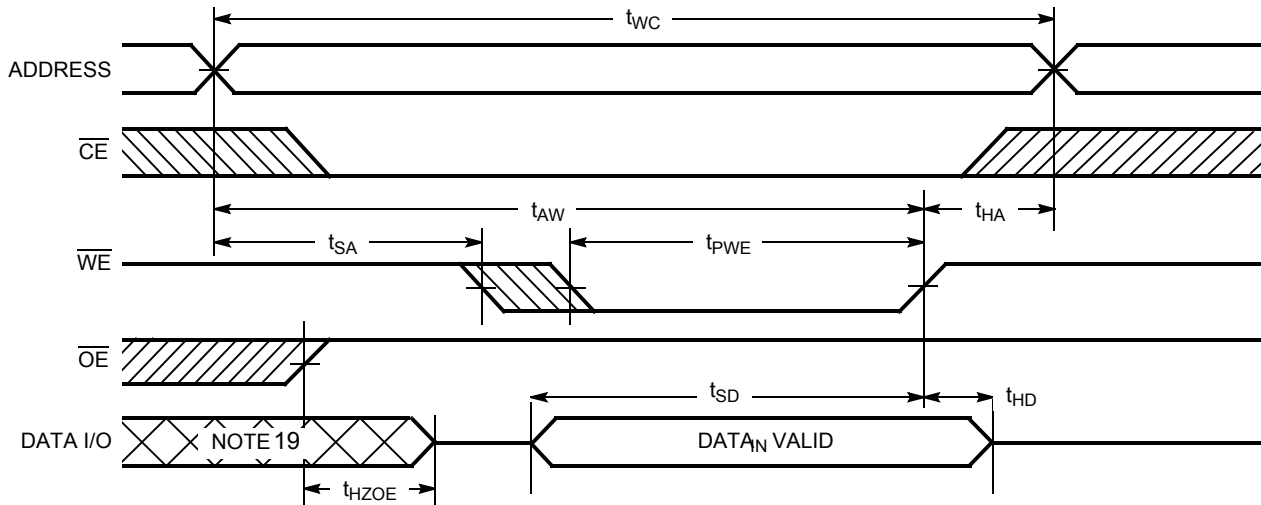 tWC
ADDRESS
CE
tAW
tHA
tSA
tPWE
WE
OE
tSD
tHD
DATA I/O
NOTE 19
DATAIN VALID
tHZOE